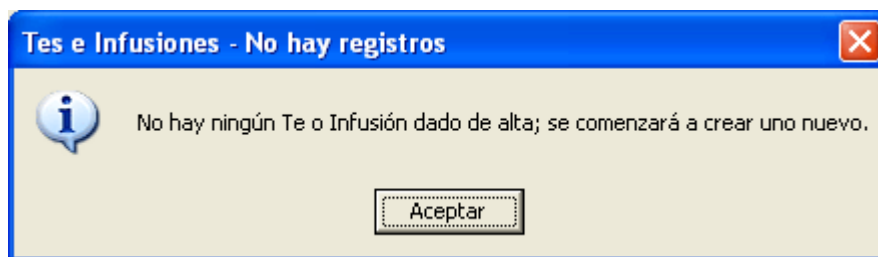 Tes e Infusiones - No hay registros
No hay ningún Te o Infusión dado de alta; se comenzará a crear uno nuevo.
Aceptar